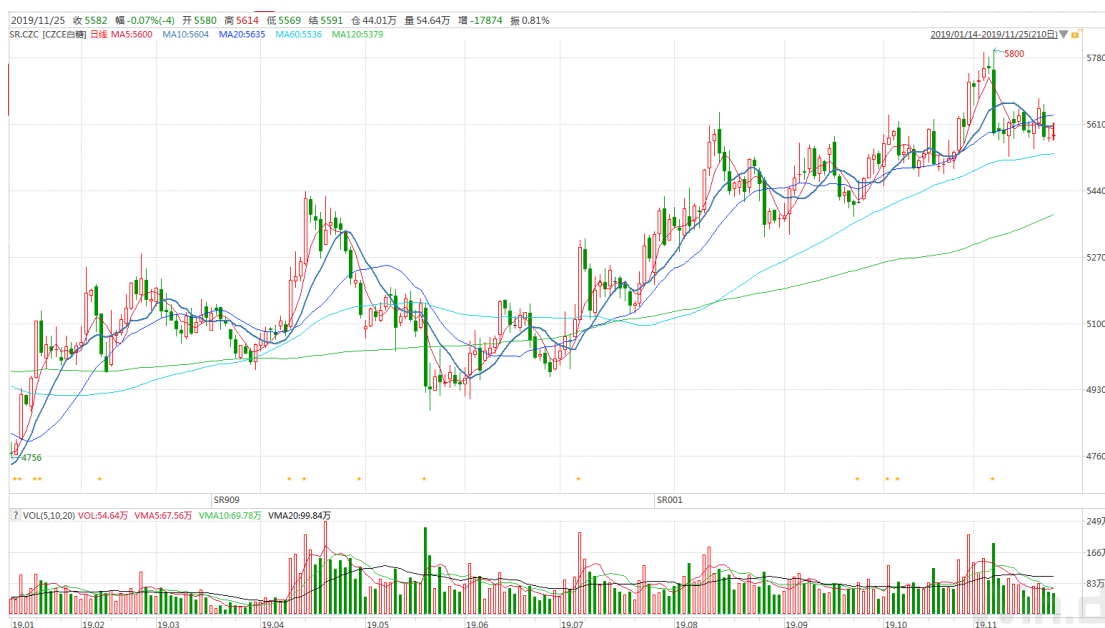 2019/11/25 收 5582 幅 -0.07%(-4) 开 5580 高 5614 低 5569 结 5591 仓 44.01万 量 54.64万 增 -17874 振 0.81%
SR.CZC [CZCE白糖] 日线 MA5:5600 MA10:5604 MA20:5635 MA60:5536 MA120:5379 2019/01/14-2019/11/25(210日)
5800
5780
5610
5440
5270
5100
4930
4760
4756
SR909 SR001
? VOL(5,10,20) VOL:54.64万 VMA5:67.56万 VMA10:69.78万 VMA20:99.84万
249万
1667
83万
19.01 19.02 19.03 19.04 19.05 19.06 19.07 19.08 19.09 19.10 19.11